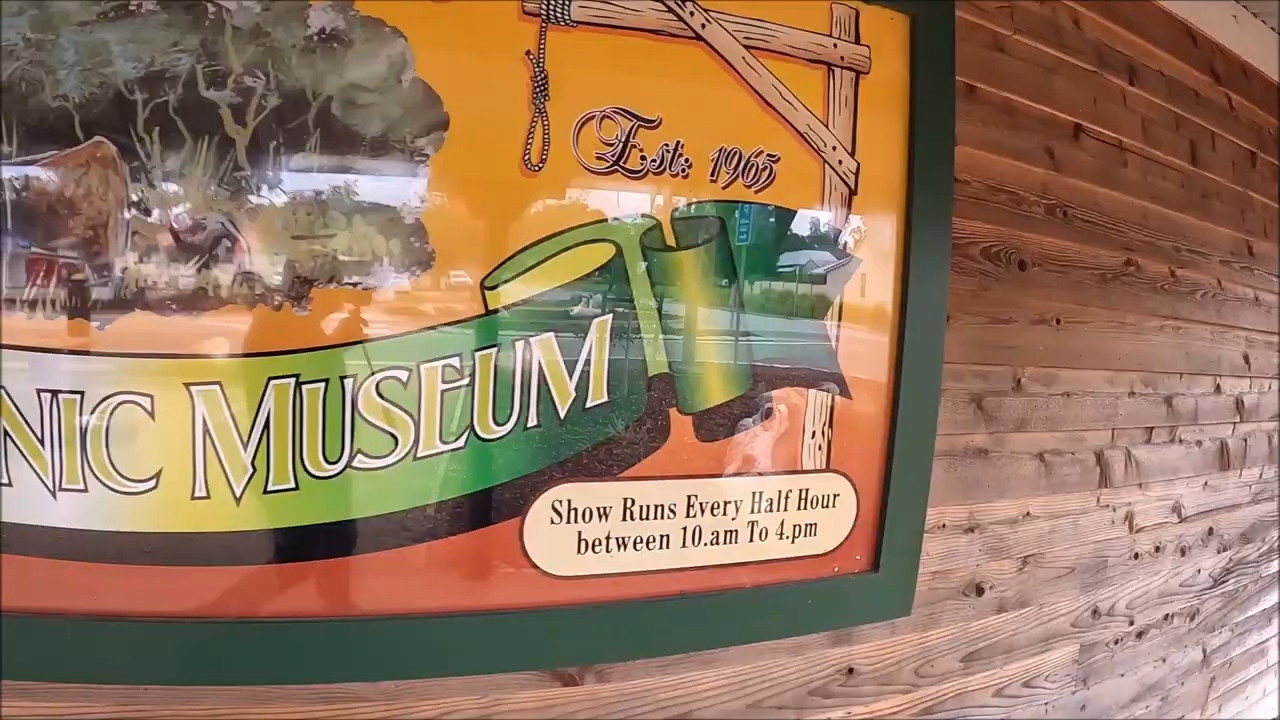 Est: 1965
NIC MUSEUM
Show Runs Every Half Hour
between 10.am To 4.pm